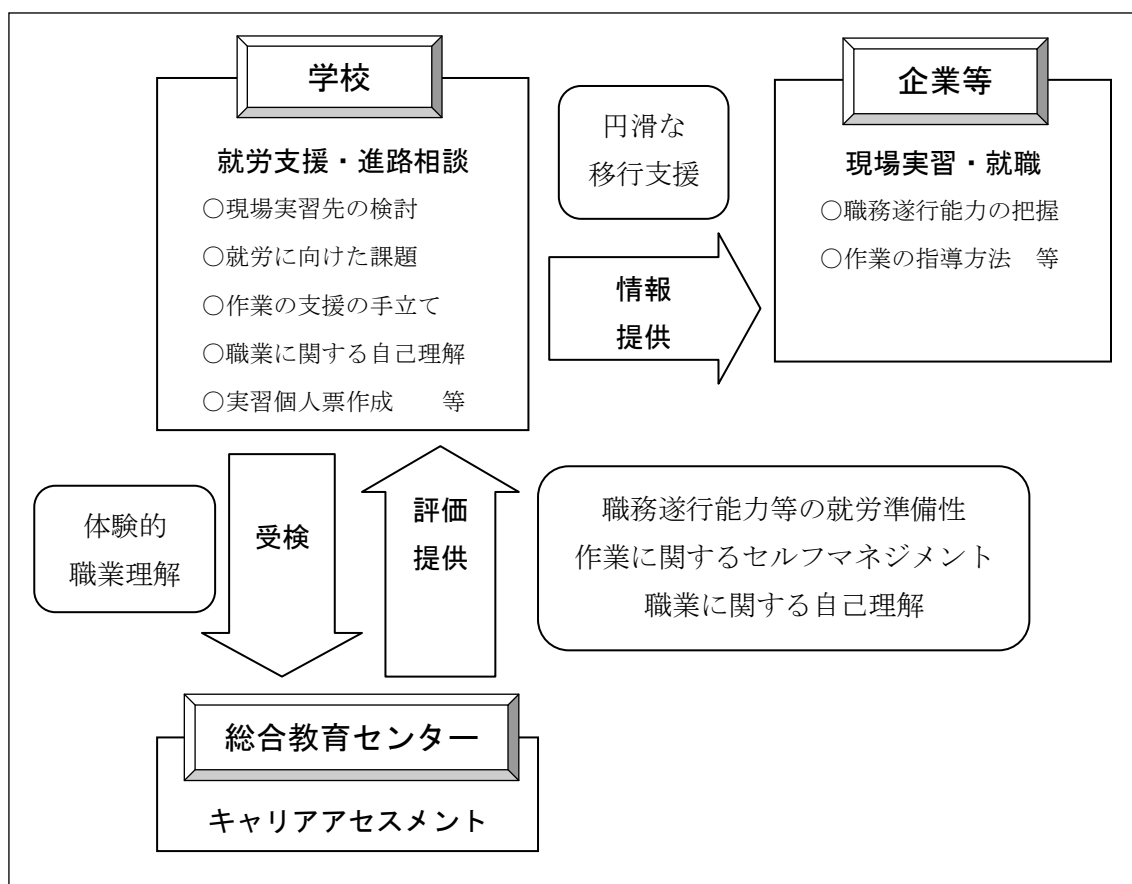 学校
就労支援・進路相談
○現場実習先の検討
○就労に向けた課題
○作業の支援の手立て
○職業に関する自己理解
○実習個人票作成　　等
円滑な
移行支援
情報
提供
企業等
現場実習・就職
○職務遂行能力の把握
○作業の指導方法　等
体験的
職業理解
受検
評価
提供
職務遂行能力等の就労準備性
作業に関するセルフマネジメント
職業に関する自己理解
総合教育センター
キャリアアセスメント